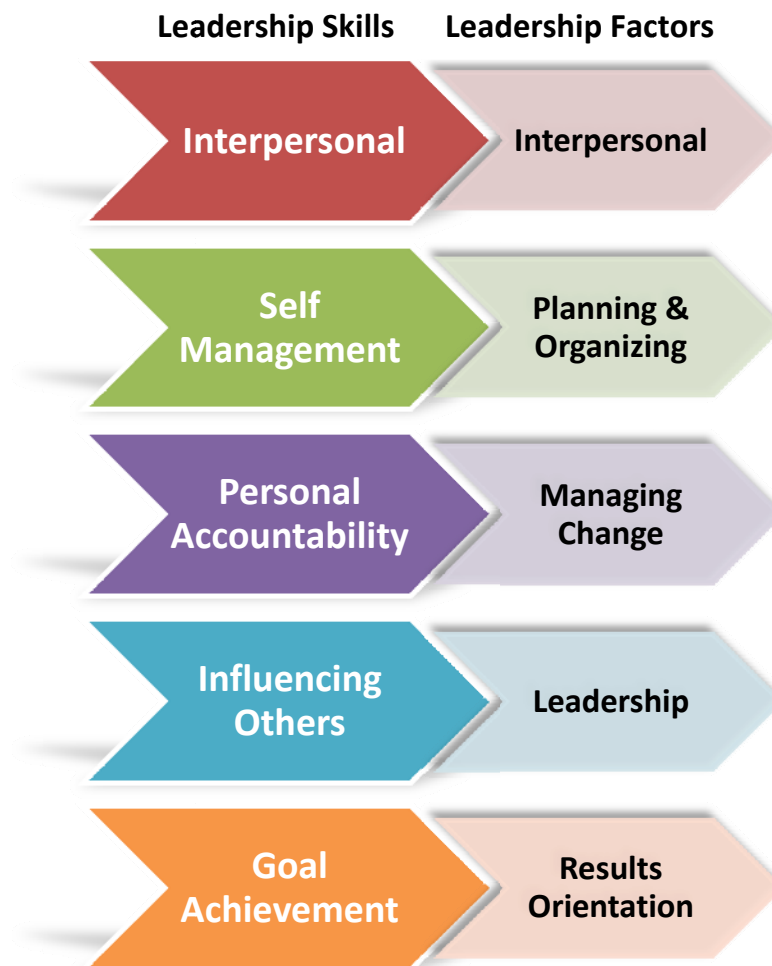 Leadership Skills Leadership Factors
Interpersonal
Interpersonal
Self
Management
Planning &
Organizing
Personal
Accountability
Managing
Change
Influencing
Others
Leadership
Goal
Achievement
Results
Orientation